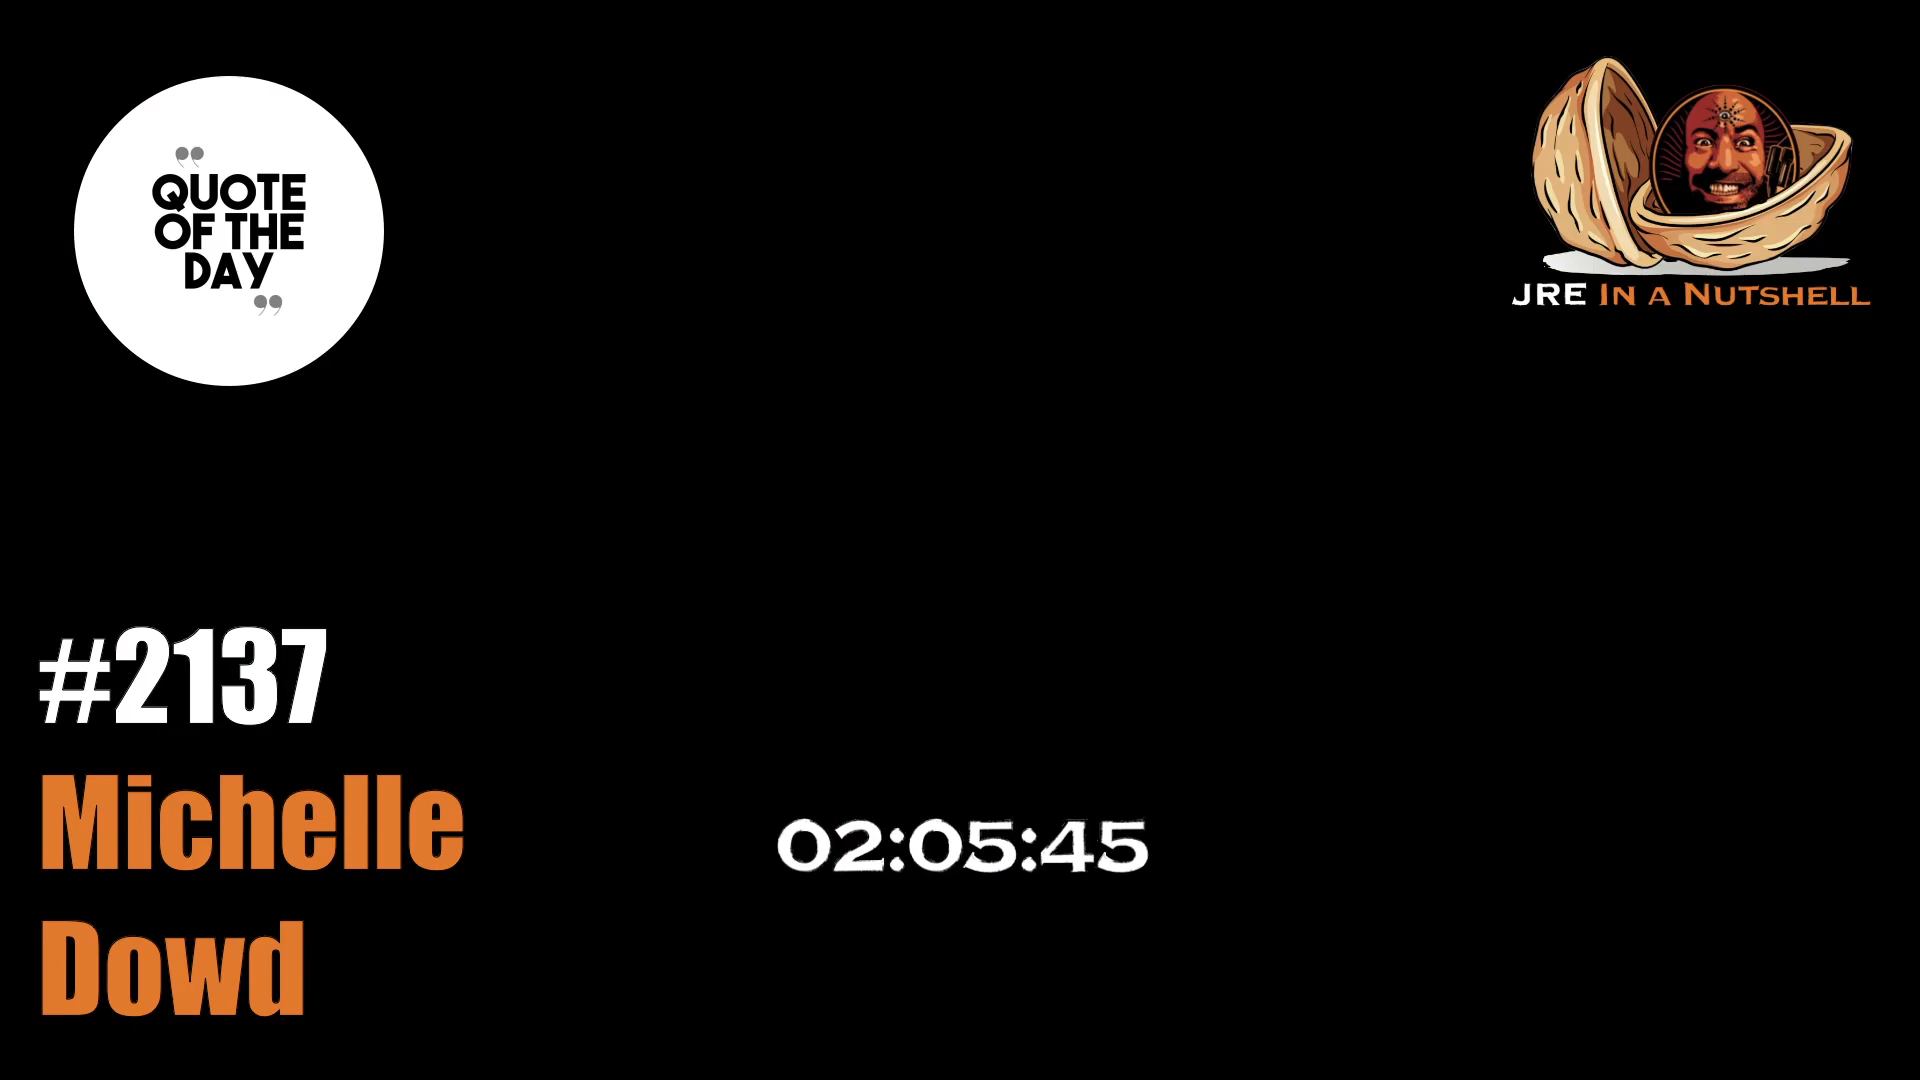 “
QUOTE
OF THE
DAY
”
JRE IN A NUTSHELL
#2137
Michelle
Dowd
02:05:45